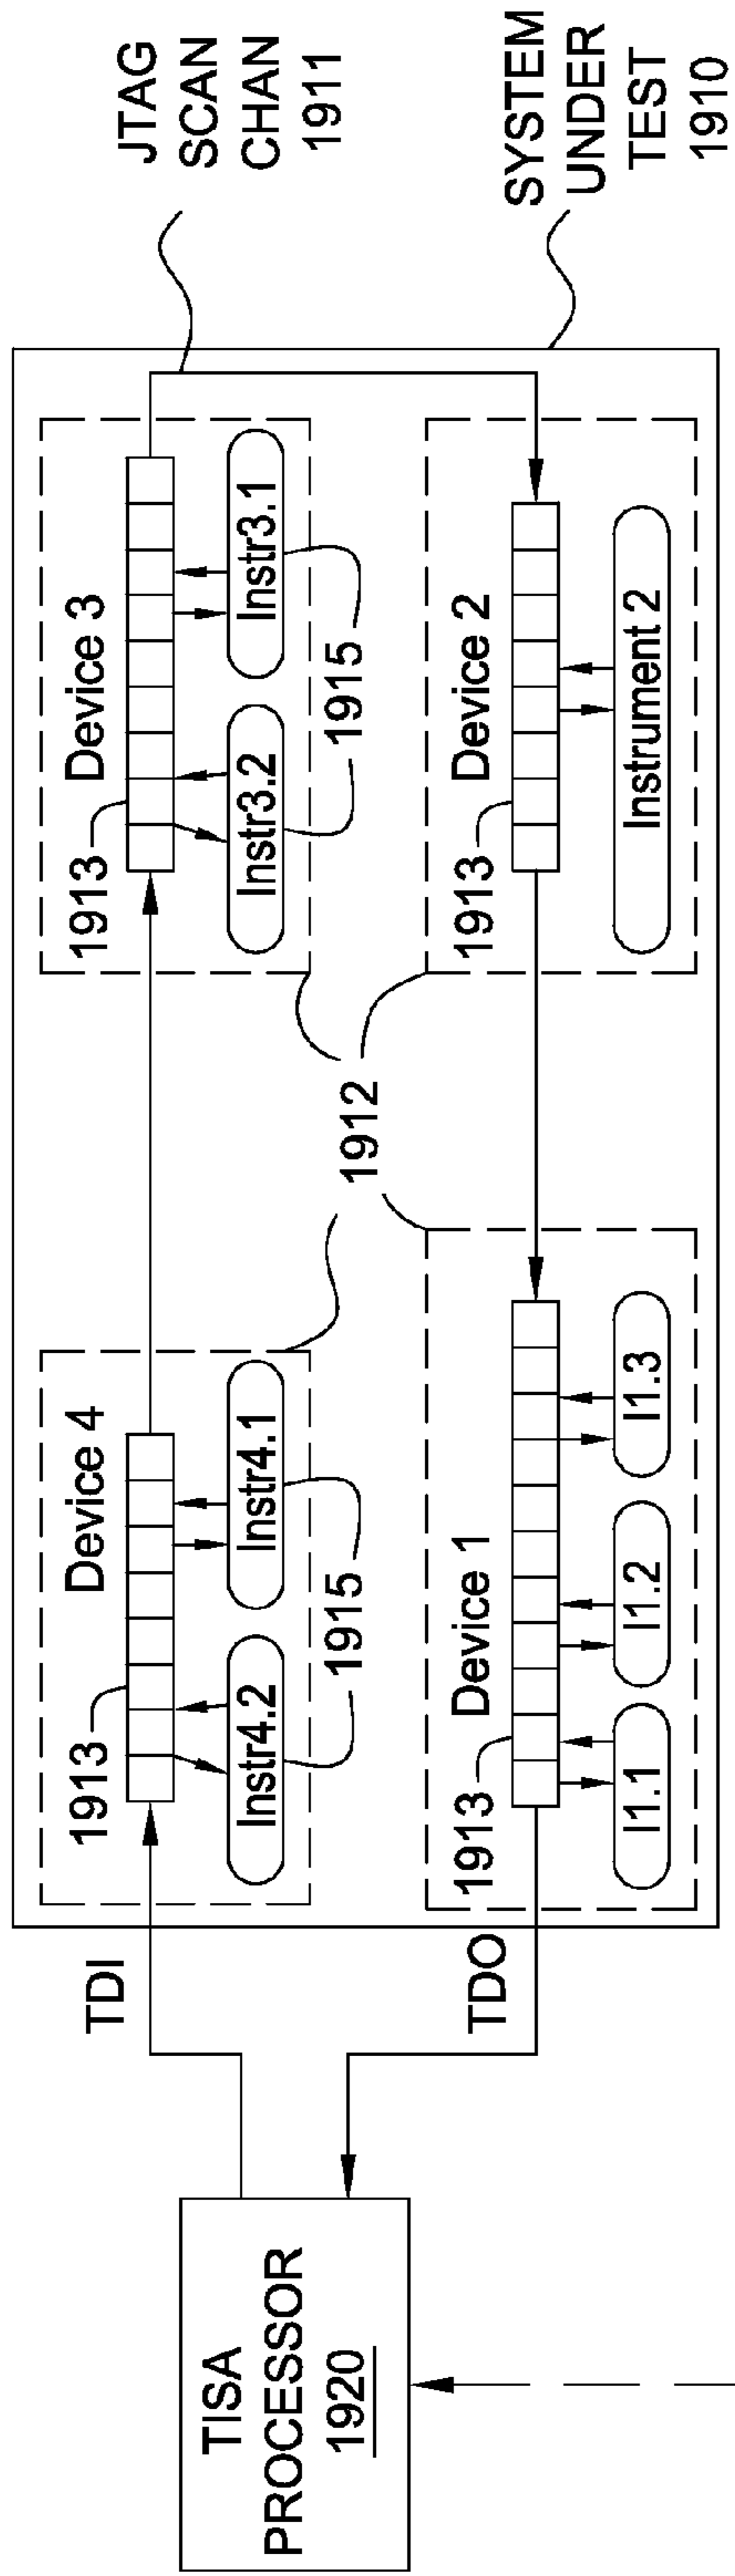 JTAG
SCAN
CHAN
1911
SYSTEM
UNDER
TEST
1910
TDI
1913
Device 4
Instr4.2
Instr4.1
1915
1913
Device 3
Instr3.2
Instr3.1
1915
1912
TISA
PROCESSOR
1920
TDO
1913
Device 1
I1.1
I1.2
I1.3
1913
Device 2
Instrument 2